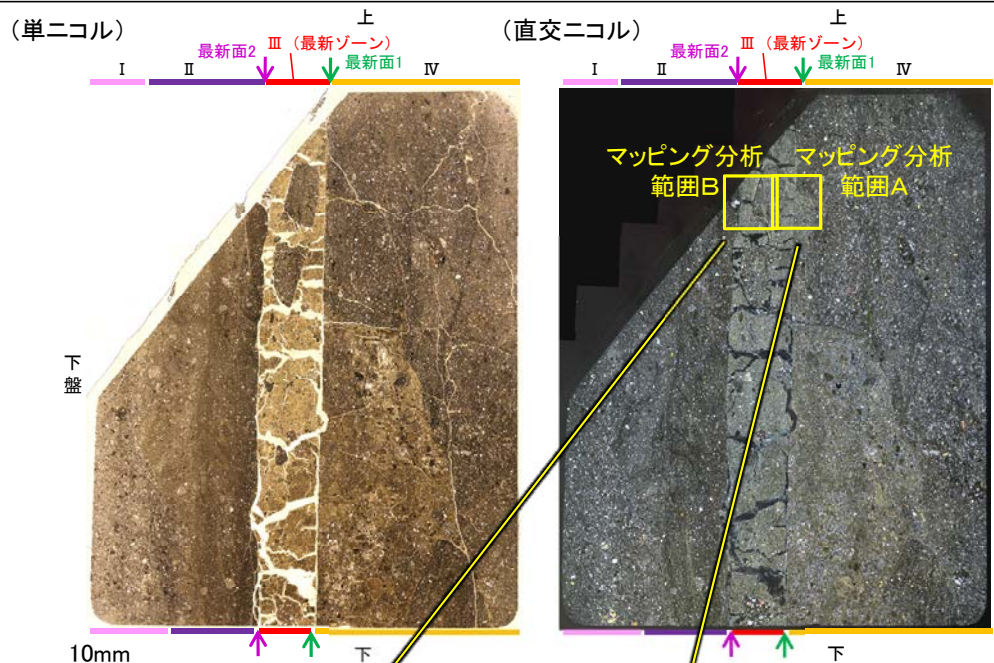 （単ニコル）
上
最新面2
Ⅲ（最新ゾーン）
最新面1
Ⅰ
Ⅱ
Ⅳ
下
盤
10mm
下
（直交ニコル）
上
最新面2
Ⅲ（最新ゾーン）
最新面1
Ⅰ
Ⅱ
Ⅳ
マッピング分析
範囲B
マッピング分析
範囲A
下